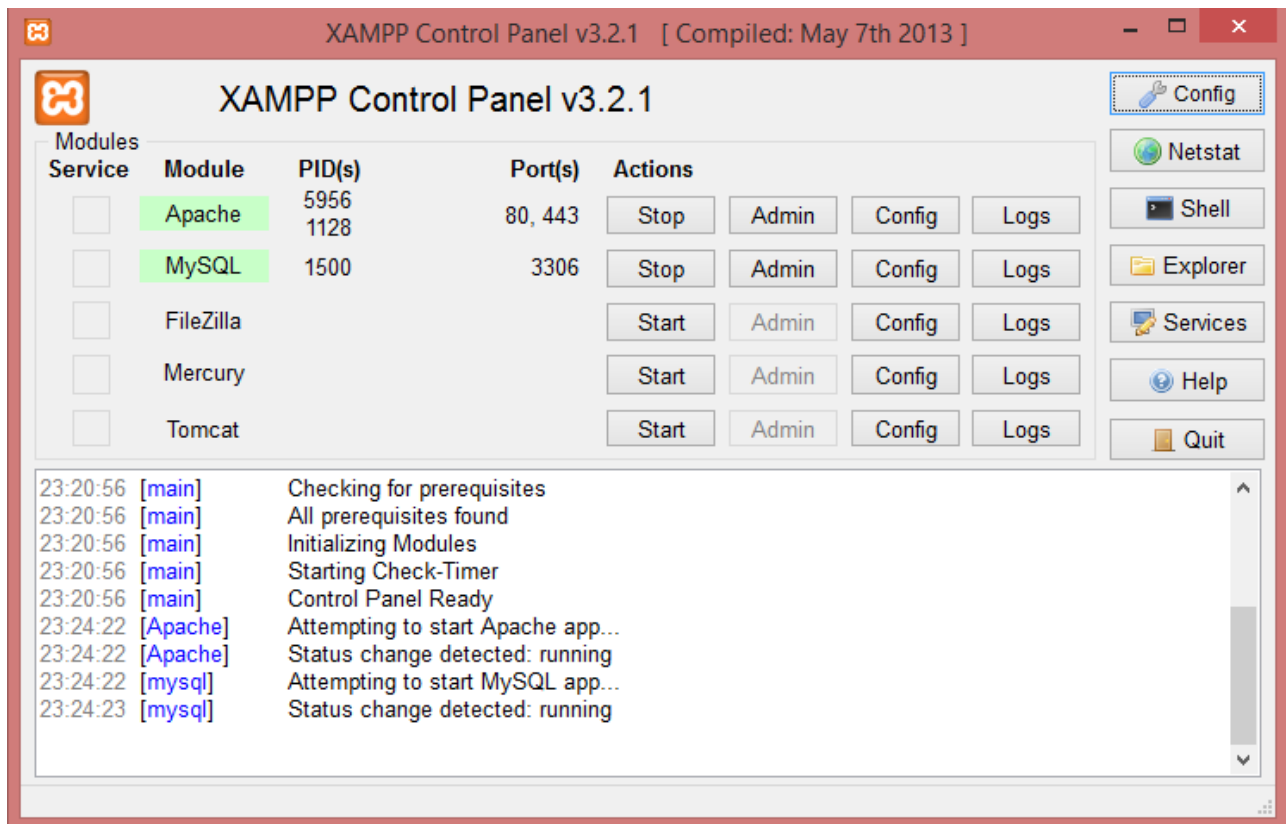 XAMPP Control Panel v3.2.1 [ Compiled: May 7th 2013 ]
XAMPP Control Panel v3.2.1
Config
Modules
Netstat
Service Module PID(s) Port(s) Actions
Shell
Apache 5956 1128 80, 443 Stop Admin Config Logs
MySQL 1500 3306 Stop Admin Config Logs
Explorer
FileZilla Start Admin Config Logs
Services
Mercury Start Admin Config Logs
Help
Tomcat Start Admin Config Logs
Quit
23:20:56 [main] Checking for prerequisites
23:20:56 [main] All prerequisites found
23:20:56 [main] Initializing Modules
23:20:56 [main] Starting Check-Timer
23:20:56 [main] Control Panel Ready
23:24:22 [Apache] Attempting to start Apache app...
23:24:22 [Apache] Status change detected: running
23:24:22 [mysql] Attempting to start MySQL app...
23:24:23 [mysql] Status change detected: running